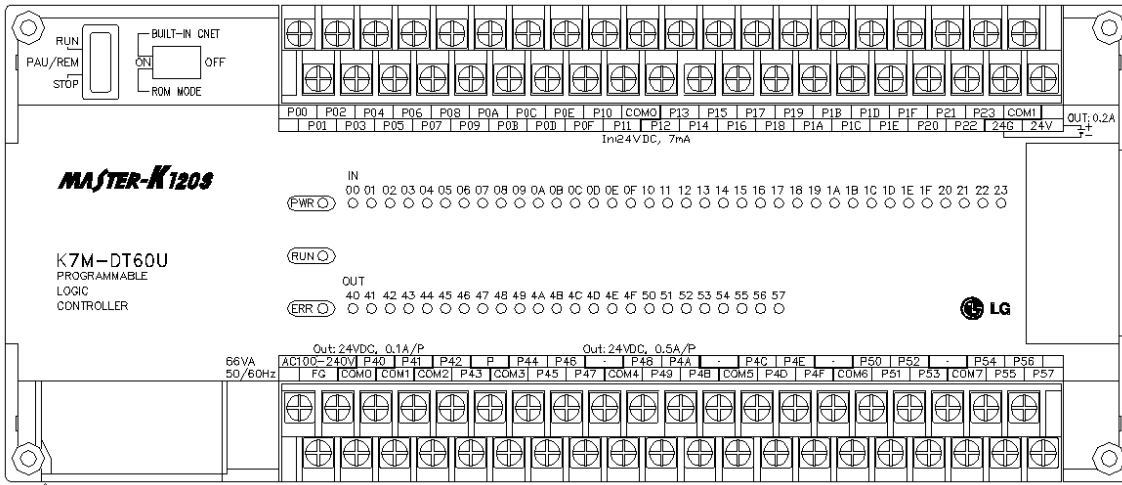 RUN
PAU/REM
STOP
BUILT-IN CNET
ON OFF
ROM MODE
P00 P02 P04 P06 P08 P0A P0C P0E P10 COM0 P13 P15 P17 P19 P1B P1D P1F P21 P23 COM1
P01 P03 P05 P07 P09 P0B P0D P0F P11 P12 P14 P16 P18 P1A P1C P1E P20 P22 24G 24V
OUT: 0.2A
+
-
In:24VDC, 7mA
MASTER-K120S
IN
00 01 02 03 04 05 06 07 08 09 0A 0B 0C 0D 0E 0F 10 11 12 13 14 15 16 17 18 19 1A 1B 1C 1D 1E 1F 20 21 22 23
PWR
RUN
K7M-DT60U
PROGRAMMABLE
LOGIC
CONTROLLER
OUT
40 41 42 43 44 45 46 47 48 49 4A 4B 4C 4D 4E 4F 50 51 52 53 54 55 56 57
ERR
LG
Out: 24VDC, 0.1A/P Out: 24VDC, 0.5A/P
66VA
50/60Hz
AC100-240V P40 P41 P42 P P44 P46 - P48 P4A - P4C P4E - P50 P52 - P54 P56
FG COM0 COM1 COM2 P43 COM3 P45 P47 COM4 P49 P4B COM5 P4D P4F COM6 P51 P53 COM7 P55 P57